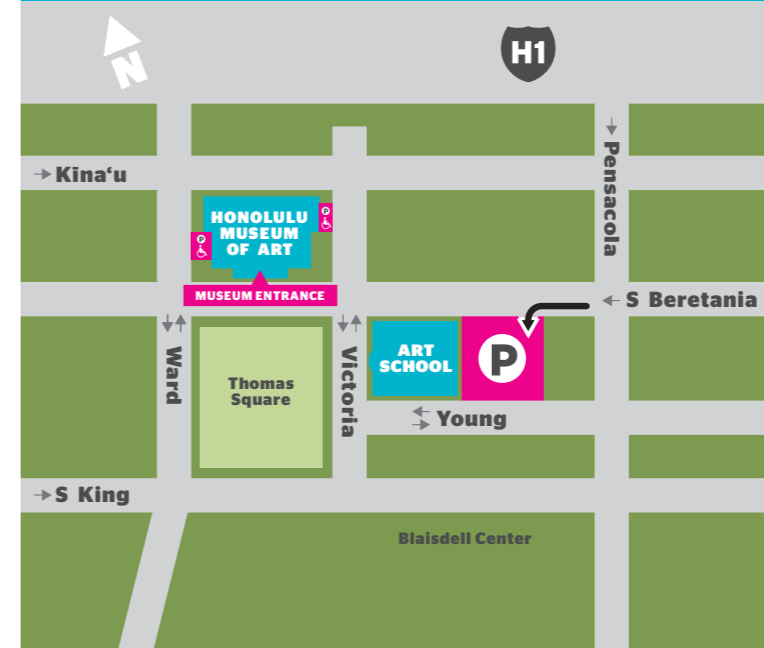 N
H1
Kina‘u
Pensacola
HONOLULU
MUSEUM
OF ART
P
P
MUSEUM ENTRANCE
S Beretania
Ward
Victoria
Thomas
Square
ART
SCHOOL
P
Young
S King
Blaisdell Center